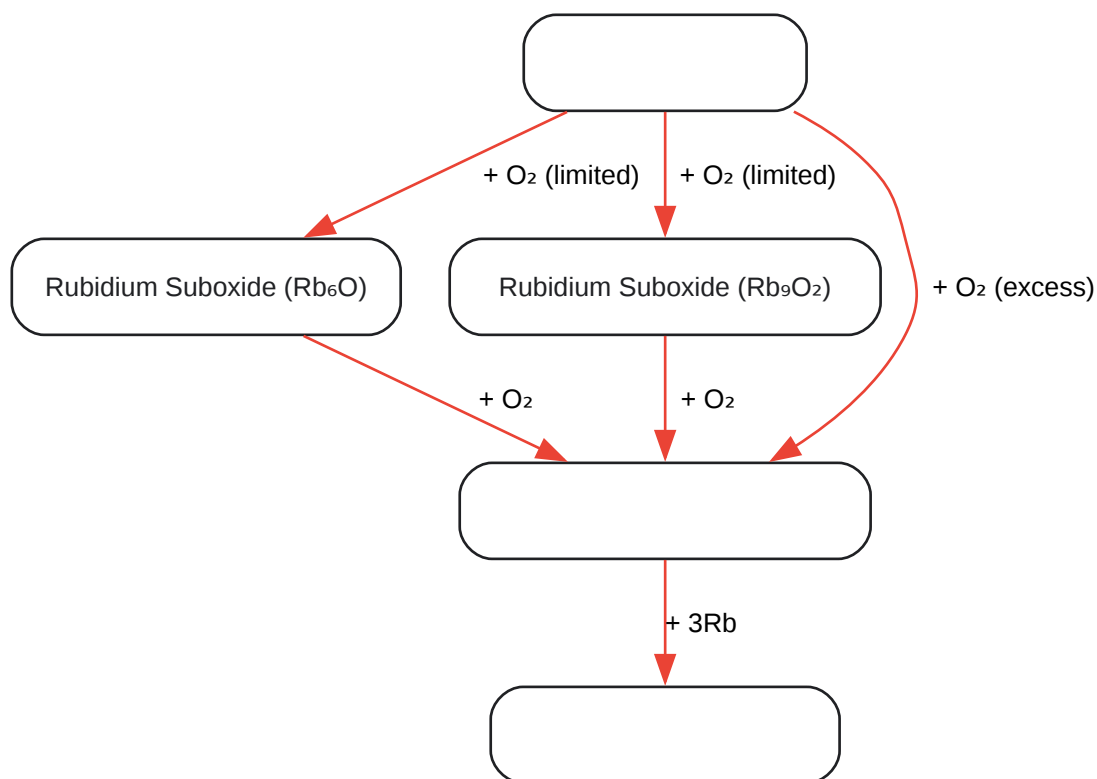 + O₂ (limited)
+ O₂ (limited)
Rubidium Suboxide (Rb₆O)
Rubidium Suboxide (Rb₉O₂)
+ O₂ (excess)
+ O₂
+ O₂
+ 3Rb